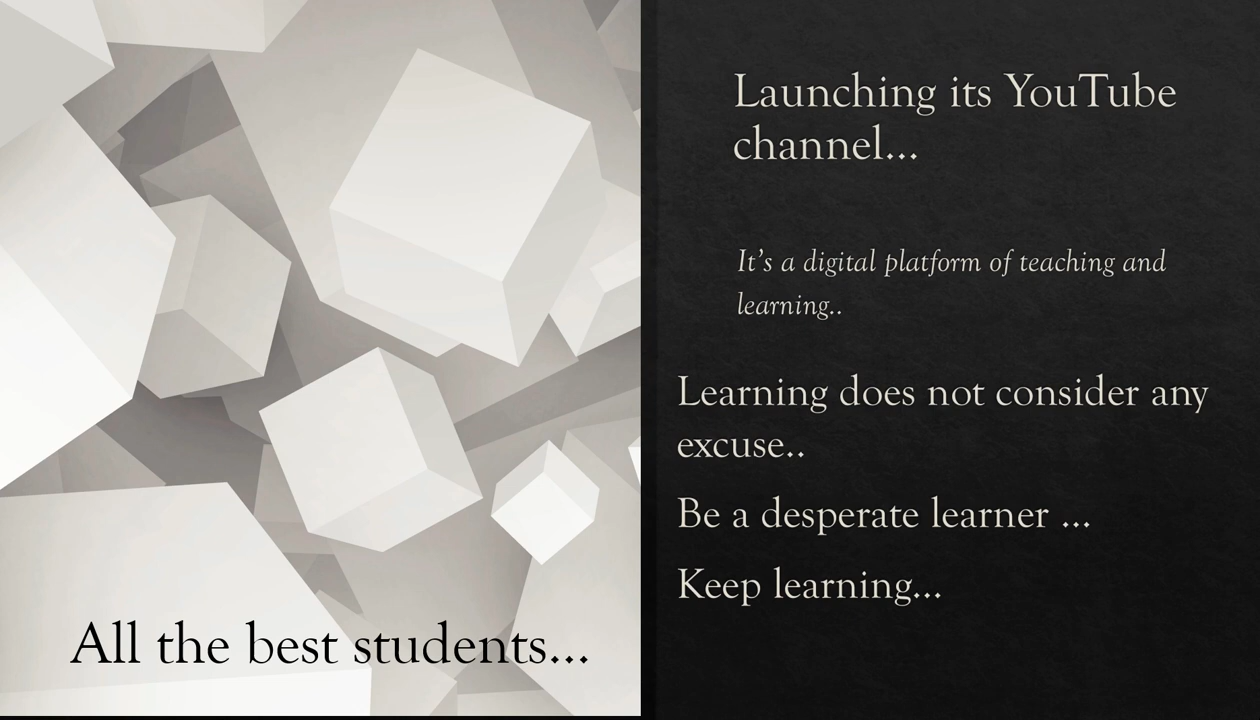 All the best students...
Launching its YouTube
channel...
It's a digital platform of teaching and
learning..
Learning does not consider any
excuse..
Be a desperate learner ...
Keep learning...